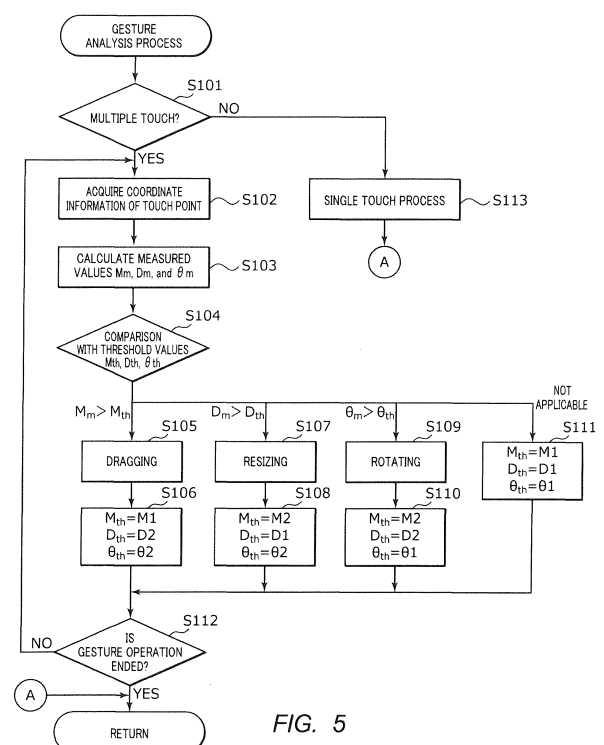 GESTURE
ANALYSIS PROCESS
S101
MULTIPLE TOUCH?
NO
YES
ACQUIRE COORDINATE
INFORMATION OF TOUCH POINT
S102
SINGLE TOUCH PROCESS
S113
A
CALCULATE MEASURED
VALUES Mm, Dm, and θm
S103
S104
COMPARISON
WITH THRESHOLD VALUES
Mth, Dth, θth
Mm> Mth
Dm> Dth
θm> θth
NOT
APPLICABLE
S105
DRAGGING
S107
RESIZING
S109
ROTATING
S111
Mth=M1
Dth=D1
θth=θ1
S106
Mth=M1
Dth=D2
θth=θ2
S108
Mth=M2
Dth=D1
θth=θ2
S110
Mth=M2
Dth=D2
θth=θ1
S112
IS
GESTURE OPERATION
ENDED?
NO
YES
A
RETURN
FIG. 5